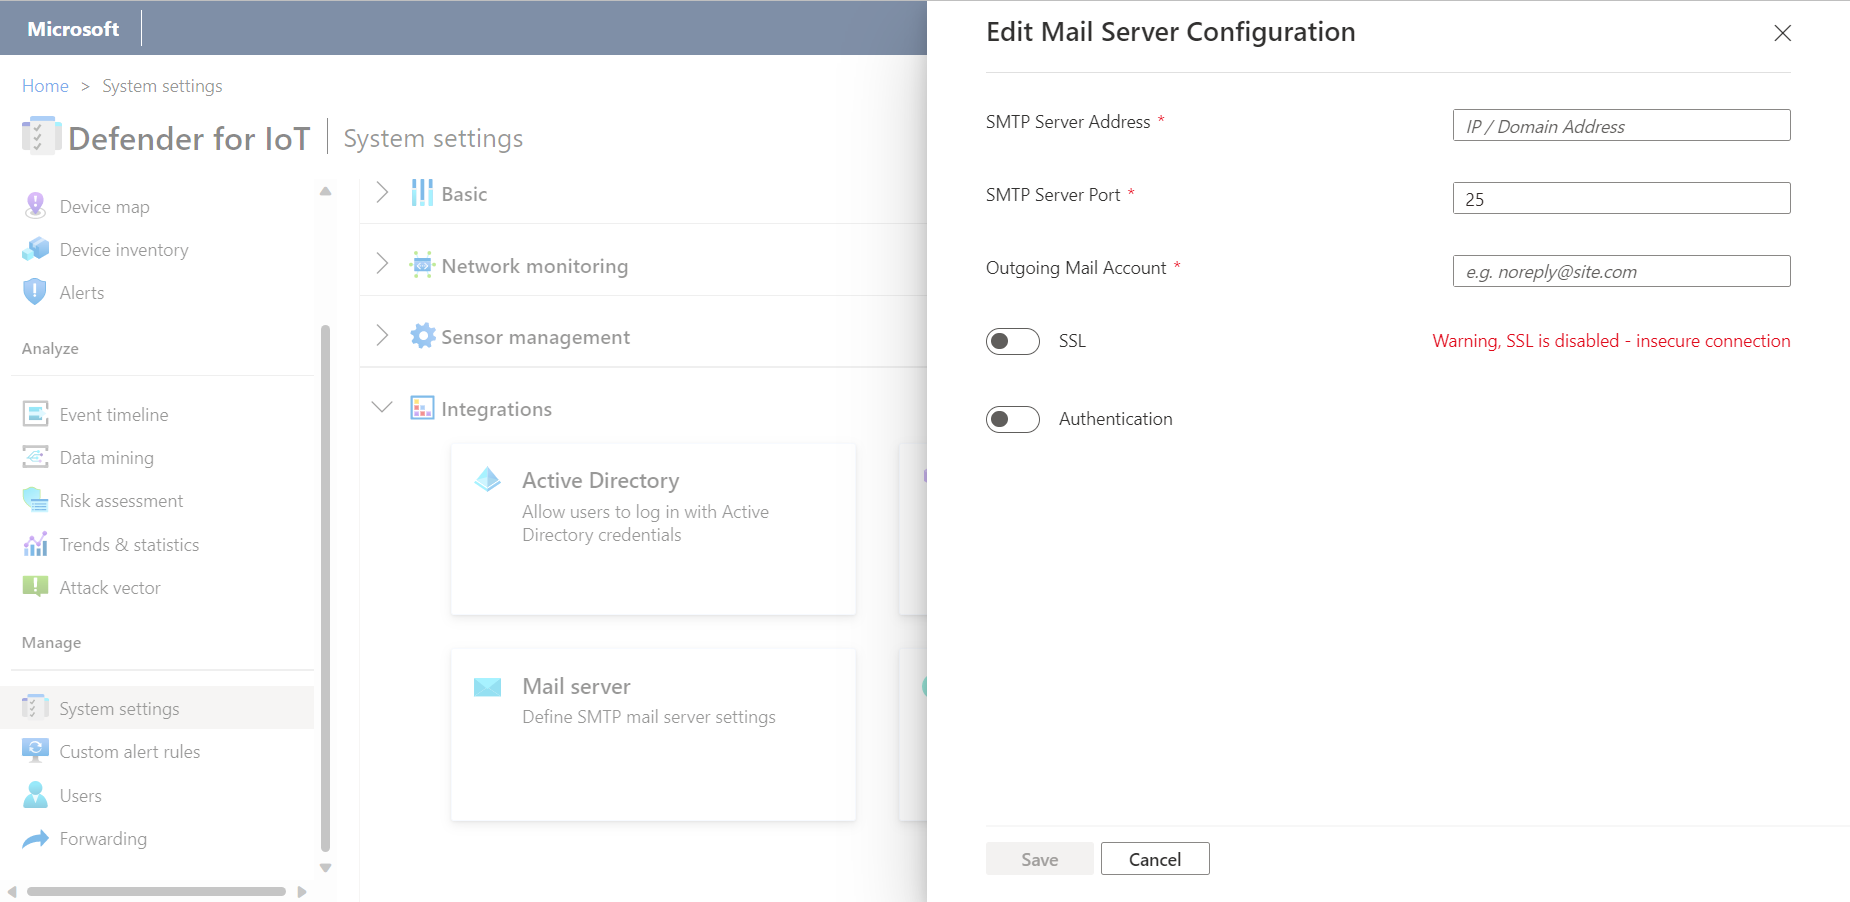 Microsoft
Home > System settings
Defender for IoT
System settings
Device map
Device inventory
Alerts
Analyze
Event timeline
Data mining
Risk assessment
Trends & statistics
Attack vector
Manage
System settings
Custom alert rules
Users
Forwarding
Basic
Network monitoring
Sensor management
Integrations
Active Directory
Allow users to log in with Active
Directory credentials
Mail server
Define SMTP mail server settings
Edit Mail Server Configuration
SMTP Server Address *
IP / Domain Address
SMTP Server Port *
25
Outgoing Mail Account *
e.g. noreply@site.com
SSL
Warning, SSL is disabled - insecure connection
Authentication
Save
Cancel